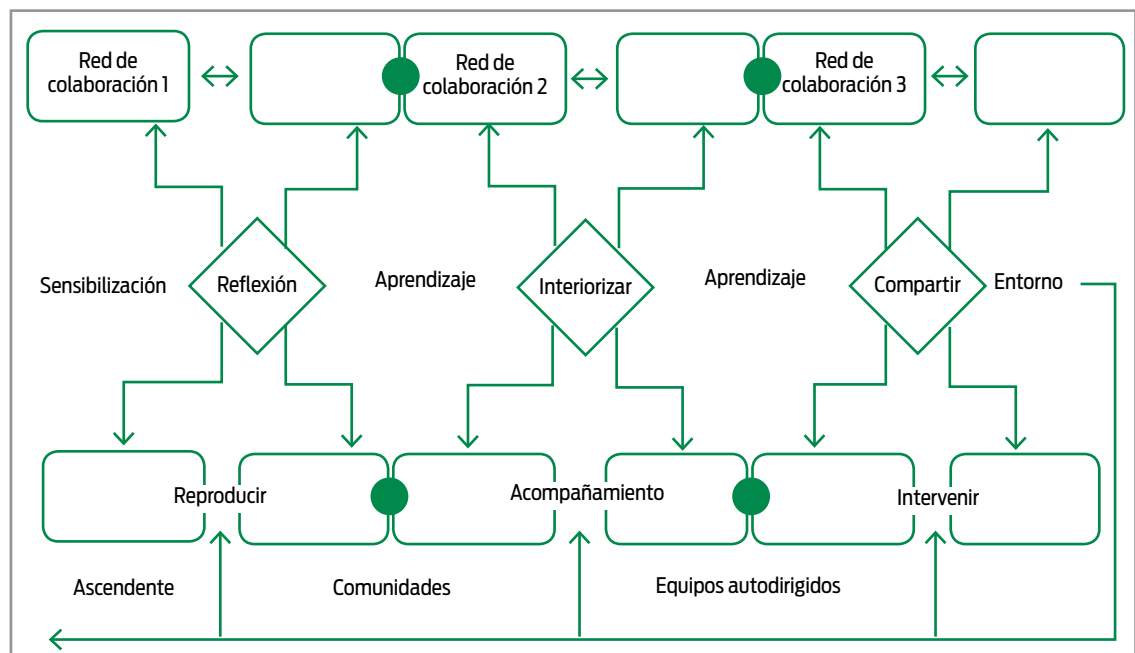 Red de
colaboración 1
Red de
colaboración 2
Red de
colaboración 3
Sensibilización
Reflexión
Aprendizaje
Interiorizar
Aprendizaje
Compartir
Entorno
Reproducir
Acompañamiento
Intervenir
Ascendente
Comunidades
Equipos autodirigidos